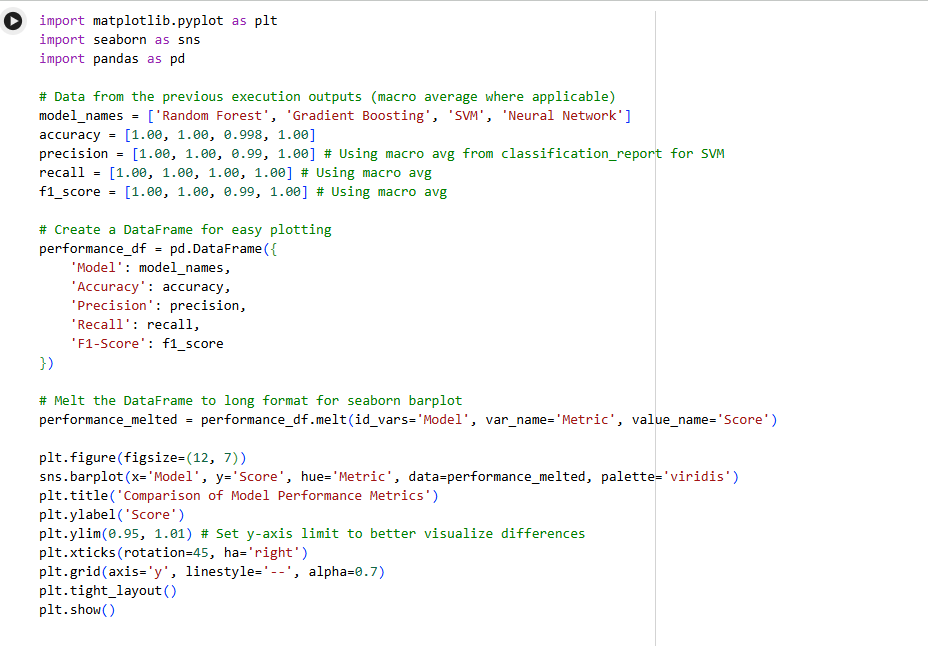 import matplotlib.pyplot as plt
import seaborn as sns
import pandas as pd

# Data from the previous execution outputs (macro average where applicable)
model_names = ['Random Forest', 'Gradient Boosting', 'SVM', 'Neural Network']
accuracy = [1.00, 1.00, 0.998, 1.00]
precision = [1.00, 1.00, 0.99, 1.00] # Using macro avg from classification_report for SVM
recall = [1.00, 1.00, 1.00, 1.00] # Using macro avg
f1_score = [1.00, 1.00, 0.99, 1.00] # Using macro avg

# Create a DataFrame for easy plotting
performance_df = pd.DataFrame({
    'Model': model_names,
    'Accuracy': accuracy,
    'Precision': precision,
    'Recall': recall,
    'F1-Score': f1_score
})

# Melt the DataFrame to long format for seaborn barplot
performance_melted = performance_df.melt(id_vars='Model', var_name='Metric', value_name='Score')

plt.figure(figsize=(12, 7))
sns.barplot(x='Model', y='Score', hue='Metric', data=performance_melted, palette='viridis')
plt.title('Comparison of Model Performance Metrics')
plt.ylabel('Score')
plt.ylim(0.95, 1.01) # Set y-axis limit to better visualize differences
plt.xticks(rotation=45, ha='right')
plt.grid(axis='y', linestyle='--', alpha=0.7)
plt.tight_layout()
plt.show()